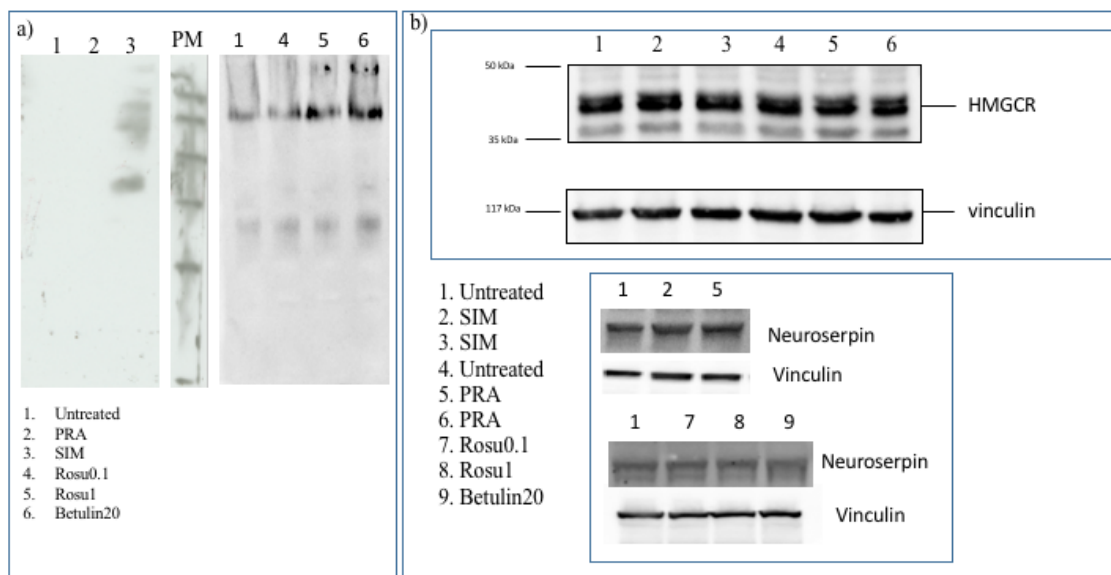 a)
1 2 3 PM 1 4 5 6
1. Untreated
2. PRA
3. SIM
4. Rosu0.1
5. Rosu1
6. Betulin20
b)
1 2 3 4 5 6
50 kDa
HMGCR
35 kDa
117 kDa
vinculin
1. Untreated
2. SIM
3. SIM
4. Untreated
5. PRA
6. PRA
7. Rosu0.1
8. Rosu1
9. Betulin20
1 2 5
Neuroserpin
Vinculin
1 7 8 9
Neuroserpin
Vinculin